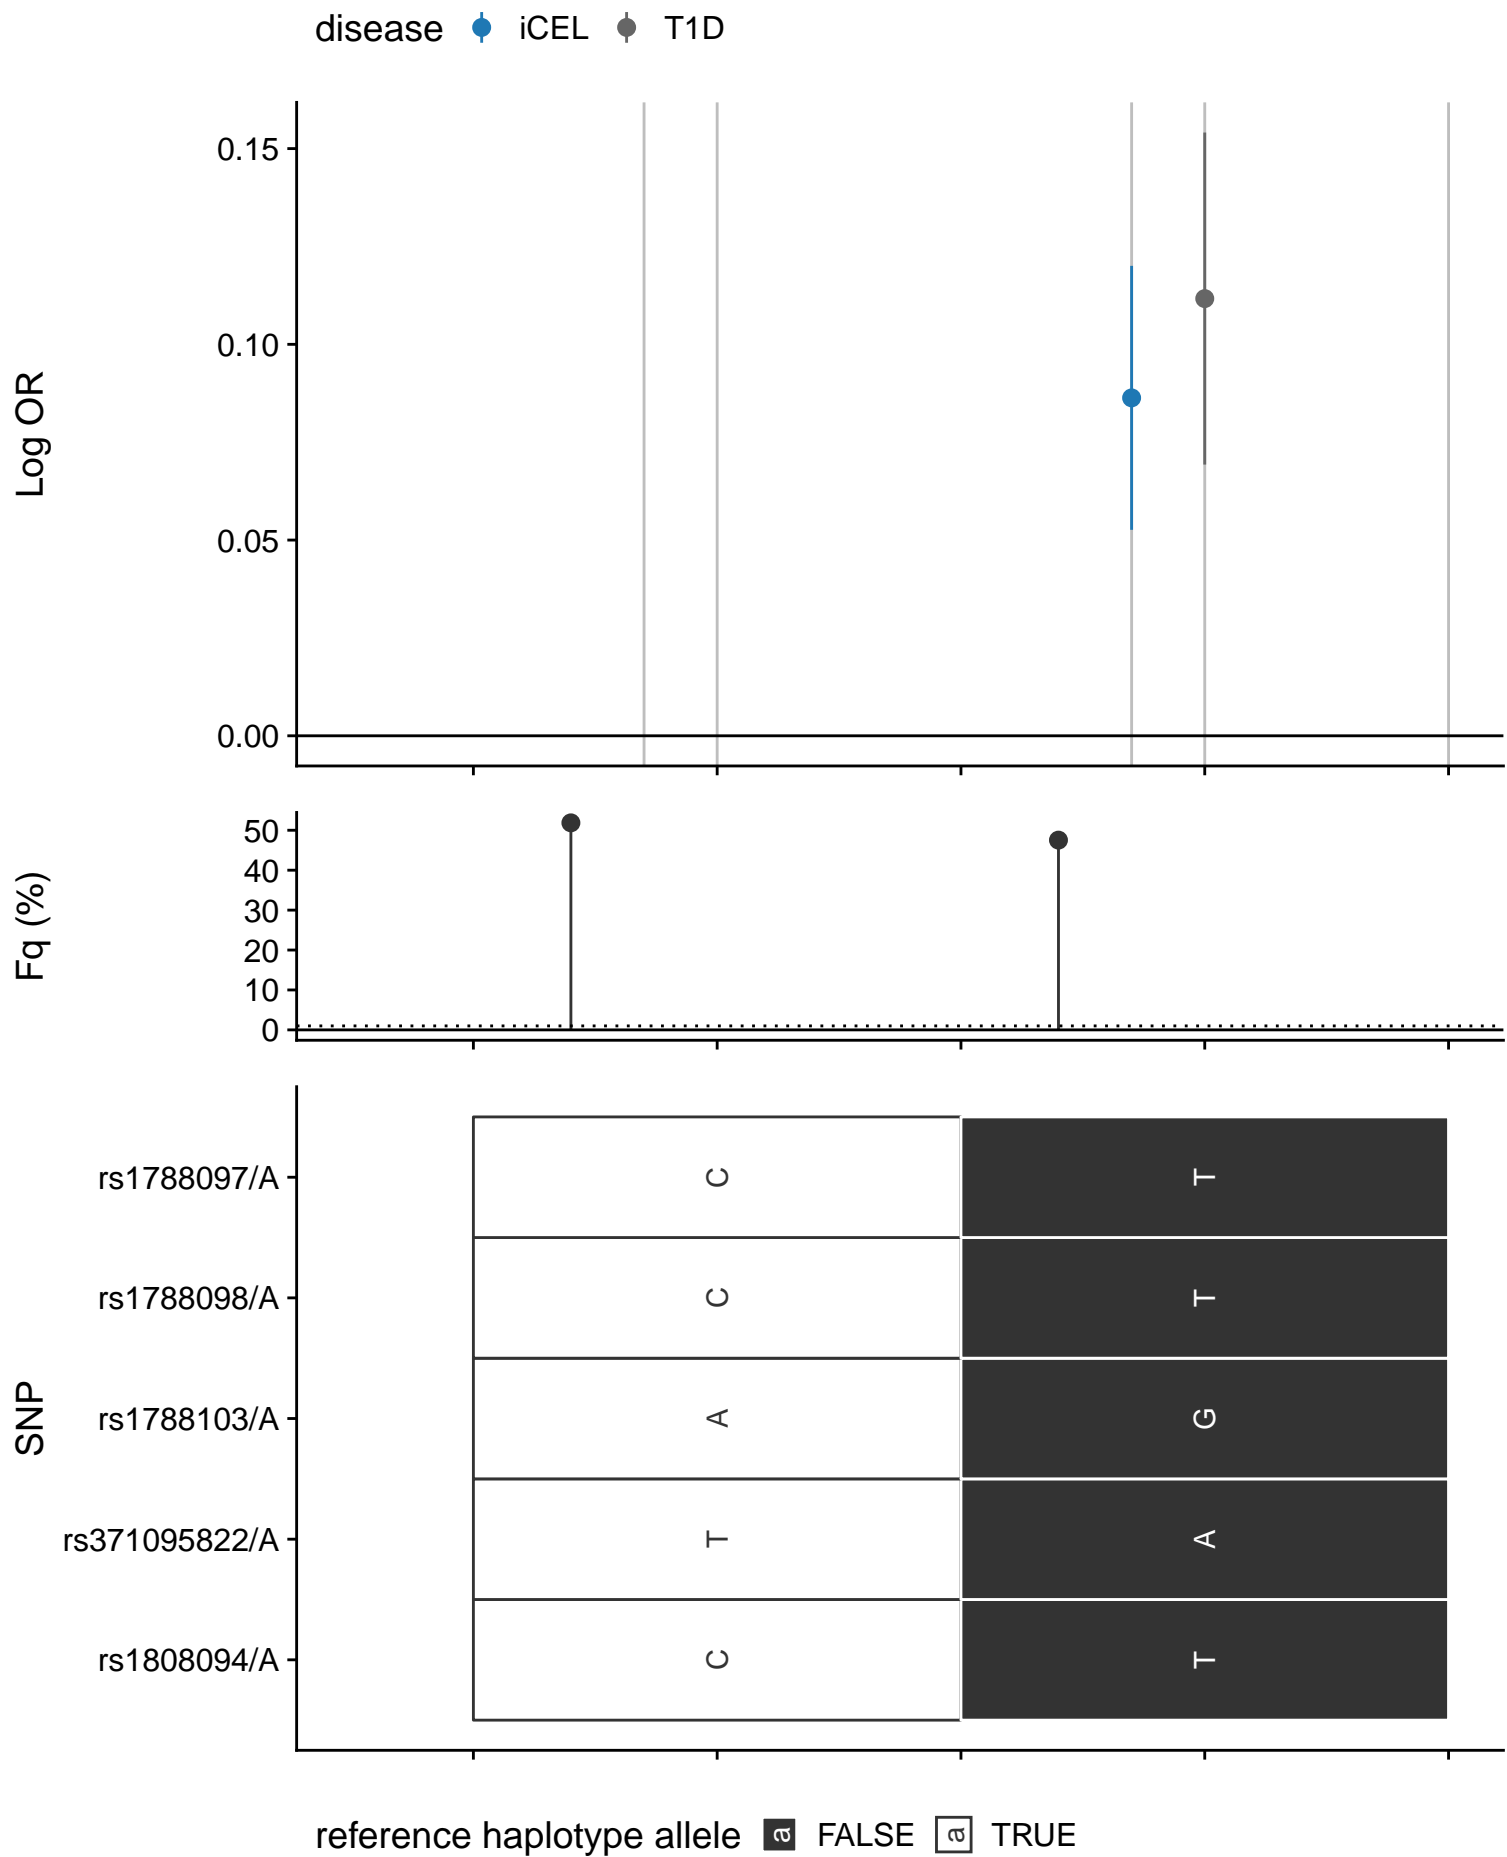 disease iCEL T1D
Log OR
0.15
0.10
0.05
0.00
Fq (%)
50
40
30
20
10
0
SNP
rs1788097/A C T
rs1788098/A C T
rs1788103/A A G
rs371095822/A T A
rs1808094/A C T
reference haplotype allele a FALSE a TRUE